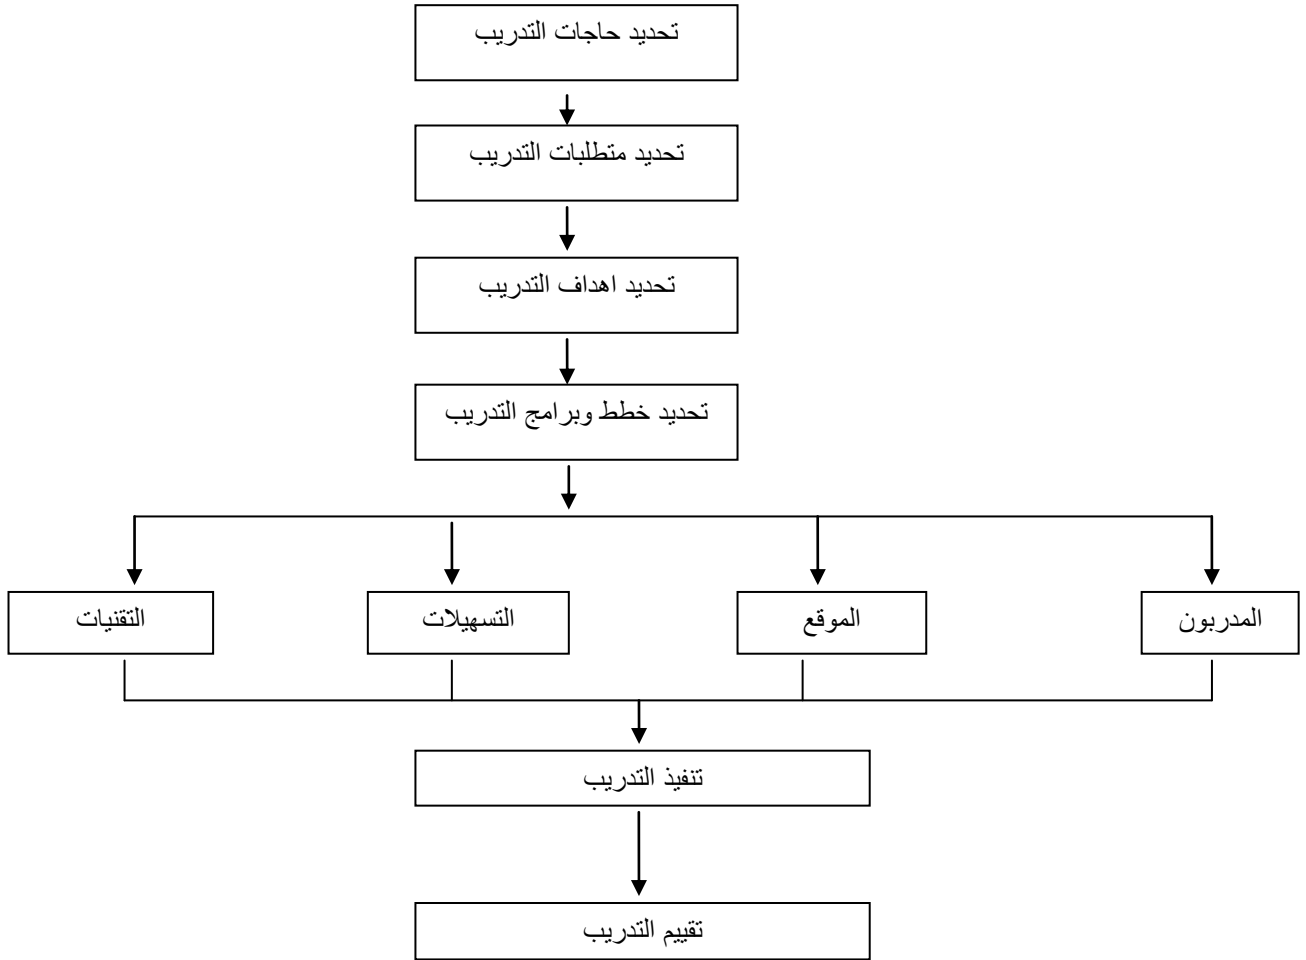 تحديد حاجات التدريب
تحديد متطلبات التدريب
تحديد اهداف التدريب
تحديد خطط وبرامج التدريب
المدربون
الموقع
التسهيلات
التقنيات
تنفيذ التدريب
تقييم التدريب